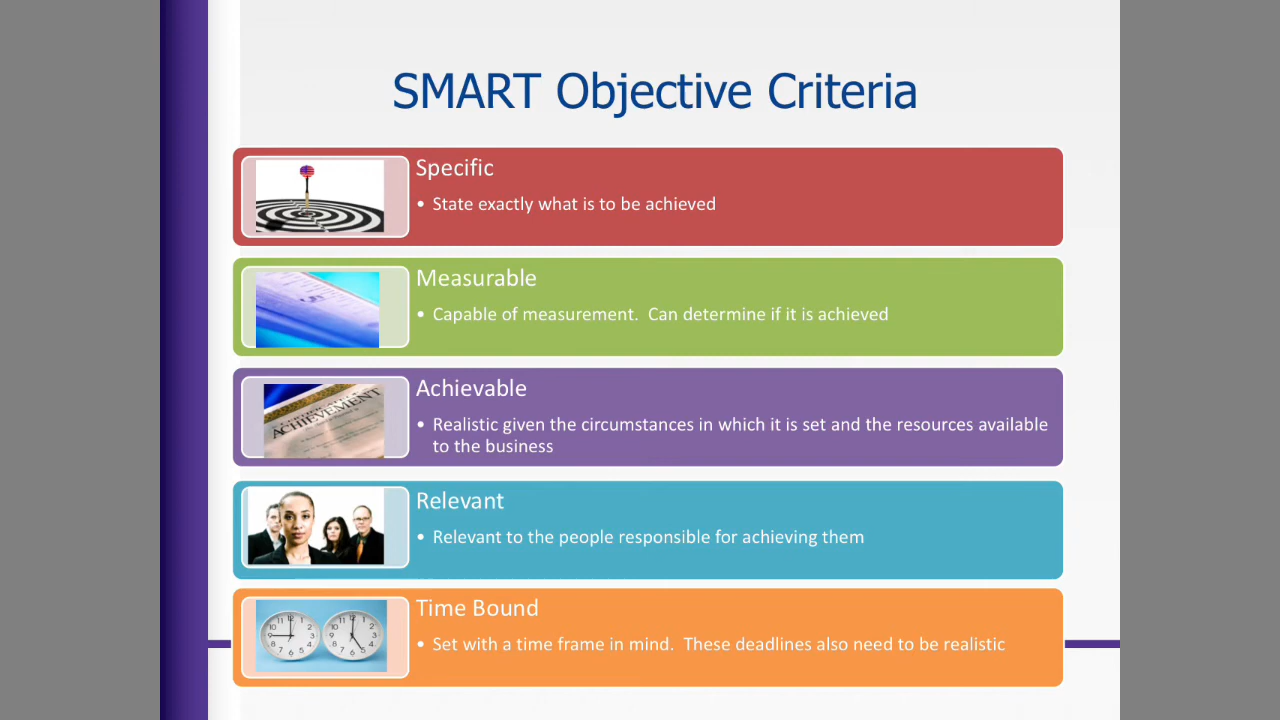 SMART Objective Criteria
Specific
• State exactly what is to be achieved
Measurable
• Capable of measurement.  Can determine if it is achieved
ACHIEVEMENT
Achievable
• Realistic given the circumstances in which it is set and the resources available
to the business
Relevant
• Relevant to the people responsible for achieving them
Time Bound
• Set with a time frame in mind.  These deadlines also need to be realistic